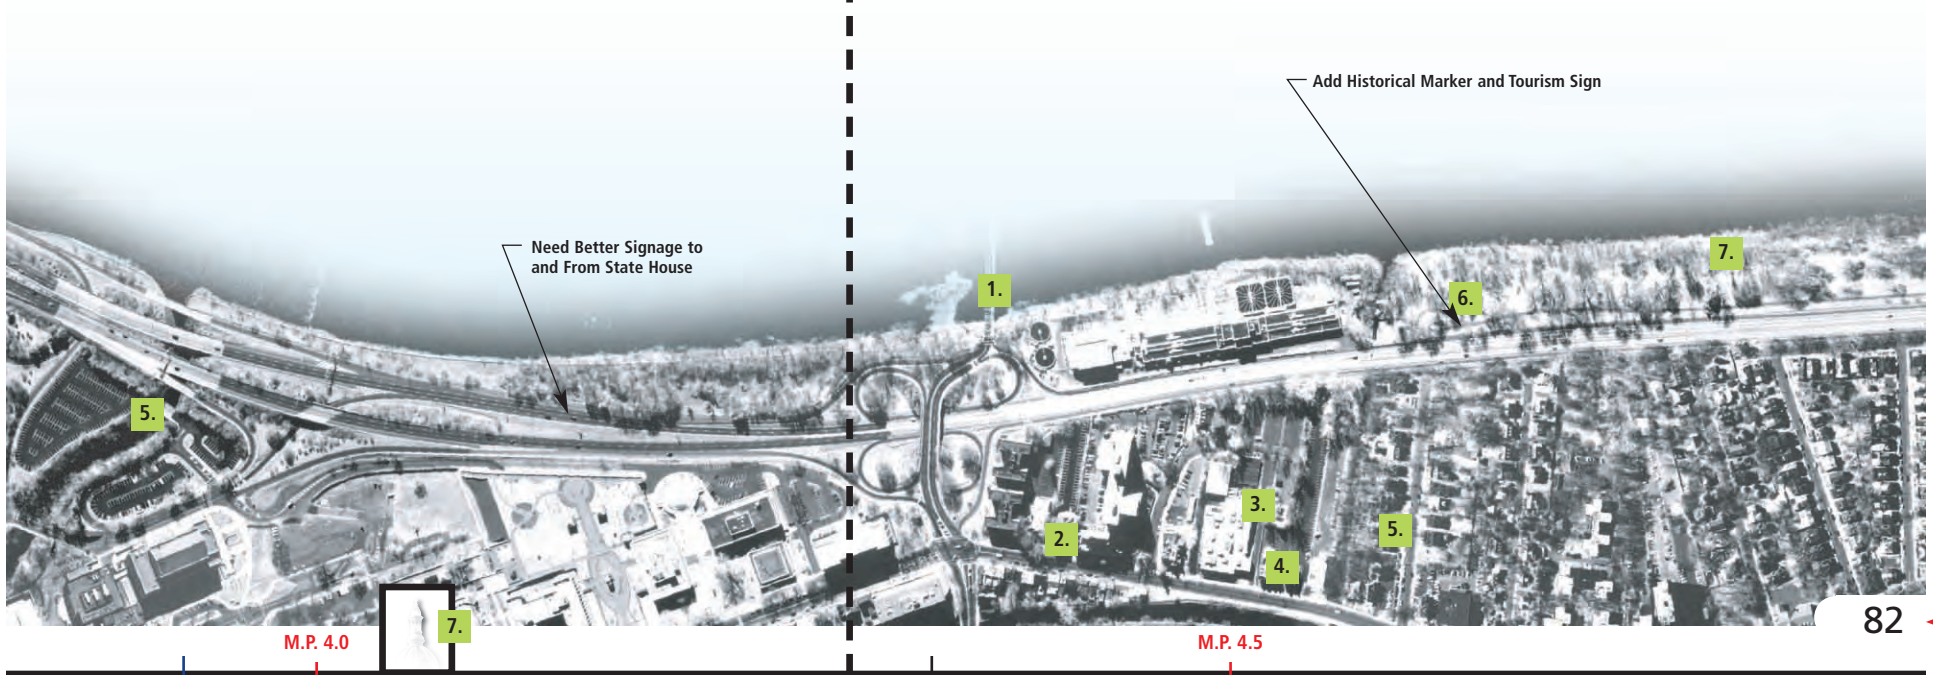 Add Historical Marker and Tourism Sign
Need Better Signage to
and From State House
7.
1.
6.
5.
3.
2.
5.
4.
7.
M.P. 4.0
M.P. 4.5
82